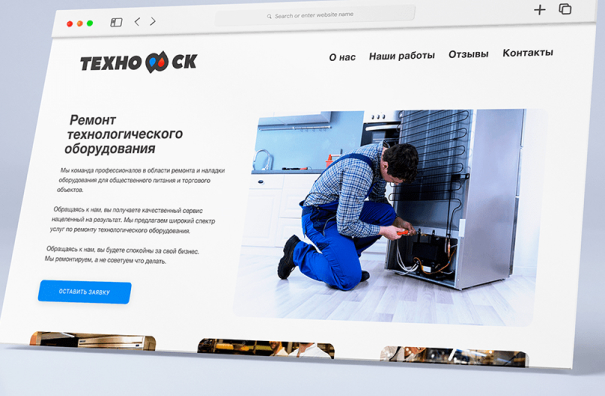 Search or enter website name
ТЕХНО СК
О нас Наши работы Отзывы Контакты
Ремонт
технологического
оборудования
Мы команда профессионалов в области ремонта и наладки
оборудования для общественного питания и торгового
объектов.
Обращаясь к нам, вы получаете качественный сервис
нацеленный на результат. Мы предлагаем широкий спектр
услуг по ремонту технологического оборудования.
Обращаясь к нам, вы будете спокойны за свой бизнес.
Мы ремонтируем, а не советуем что делать.
ОСТАВИТЬ ЗАЯВКУ